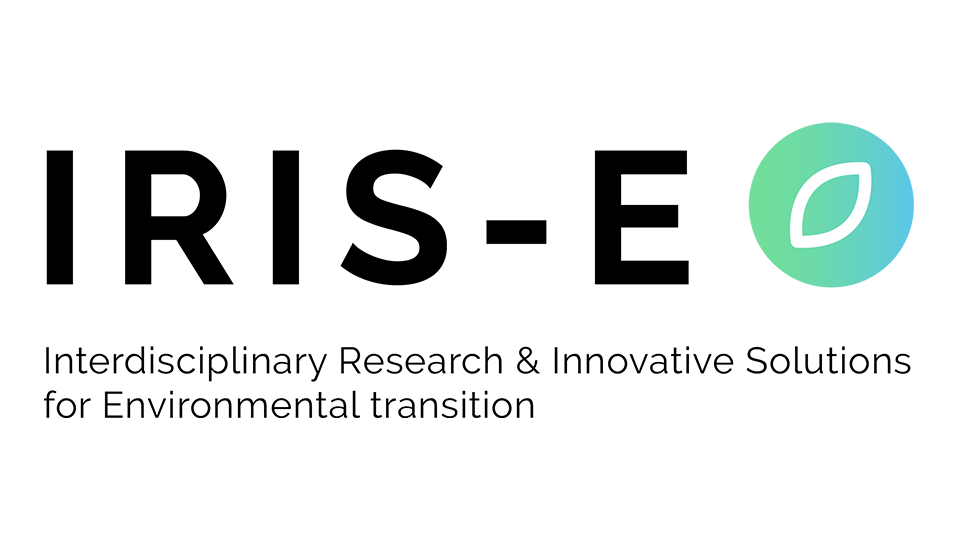 IRIS-E
Interdisciplinary Research & Innovative Solutions
for Environmental transition